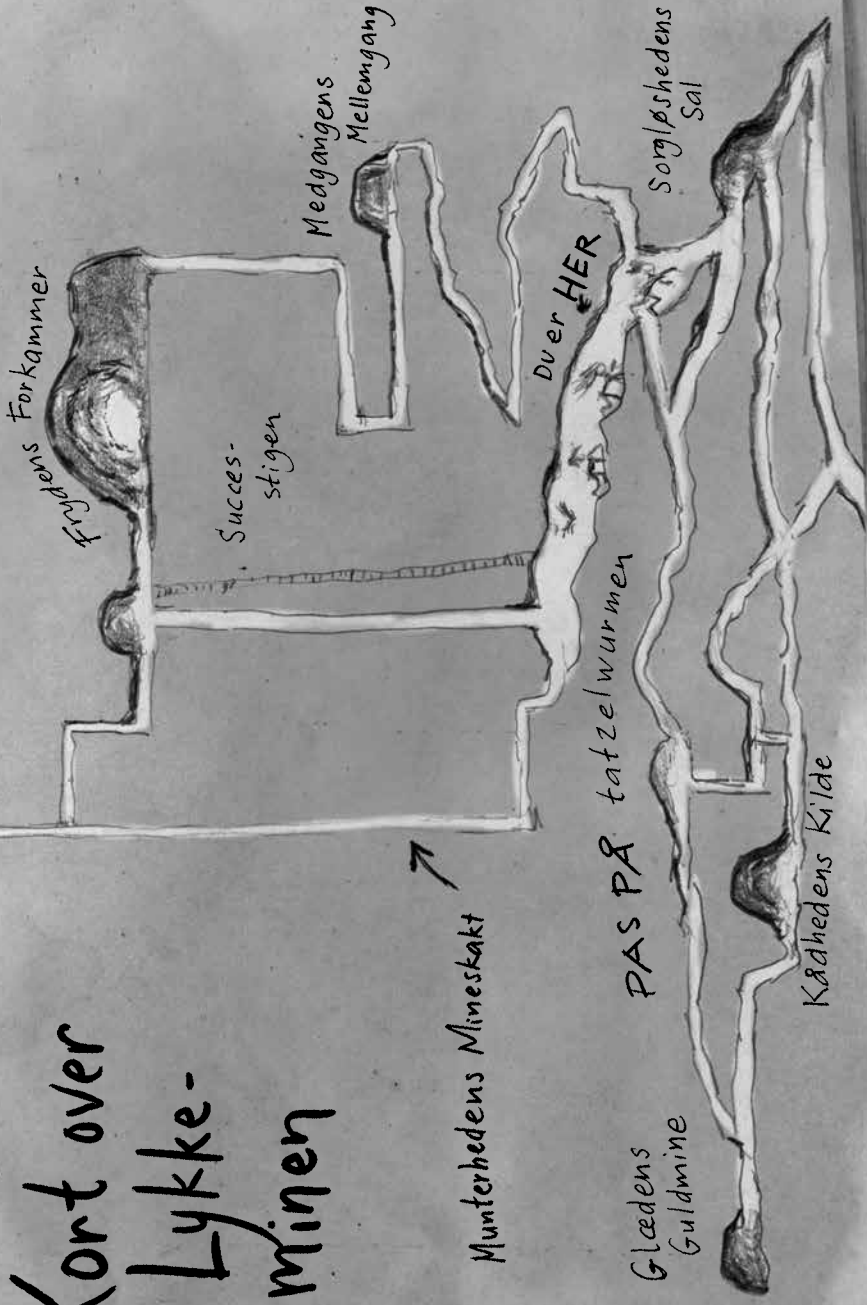 Kort over
Lykke-
minen
Frydens Forkammer
Succes-
stigen
Medgangens
Mellemgang
Munterhedens Mineskakt
DU er HER
Sorgløshedens
Sal
PAS PÅ tatzelwurmen
Glædens
Guldmine
Kådhedens Kilde